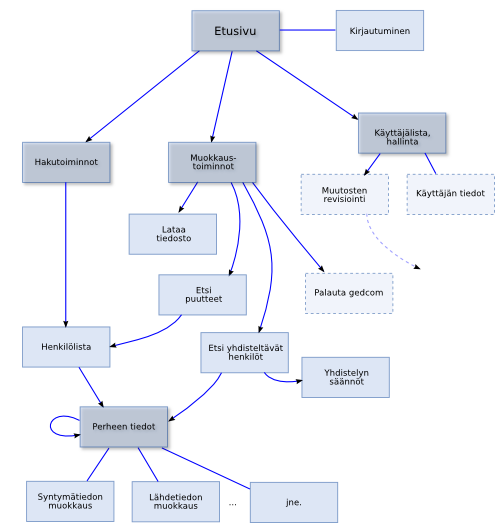 Etusivu
Kirjautuminen
Käyttäjälista,
hallinta
Hakutoiminnot
Muokkaus-
toiminnot
Muutosten
revisiointi
Käyttäjän tiedot
Lataa
tiedosto
Etsi
puutteet
Palauta gedcom
Henkilölista
Etsi yhdisteltävät
henkilöt
Yhdistelyn
säännöt
Perheen tiedot
Syntymätiedon
muokkaus
Lähdetiedon
muokkaus
...
jne.